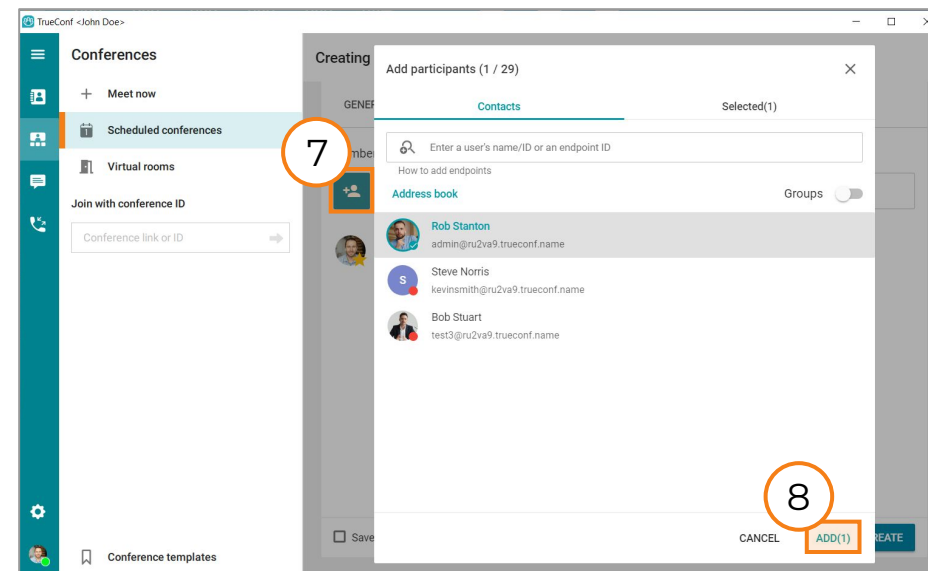 TrueConf <John Doe>
Conferences
Meet now
Scheduled conferences
Virtual rooms
Join with conference ID
Conference link or ID
Conference templates
Creating
GENER
mbe
Save
REATE
7
Add participants (1 / 29)
Contacts
Selected(1)
Enter a user's name/ID or an endpoint ID
How to add endpoints
Address book
Groups
Rob Stanton
admin@ru2va9.trueconf.name
S
Steve Norris
kevinsmith@ru2va9.trueconf.name
Bob Stuart
test3@ru2va9.trueconf.name
8
CANCEL
ADD(1)